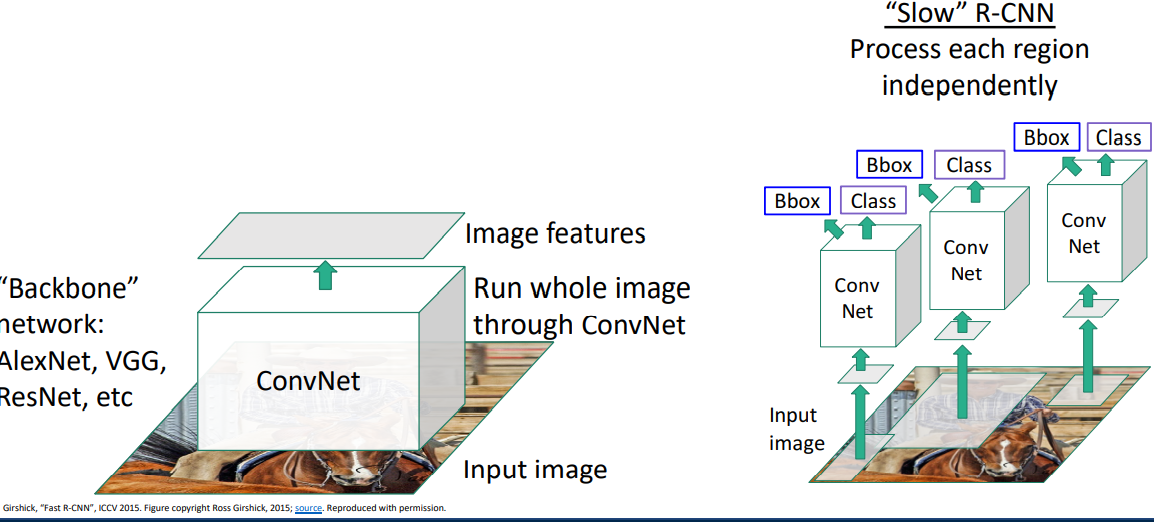 “Slow” R-CNN
Process each region
independently
Bbox
Class
Bbox
Class
Bbox
Class
Conv
Net
Conv
Net
Conv
Net
Input
image
Image features
“Backbone”
network:
AlexNet, VGG,
ResNet, etc
Run whole image
through ConvNet
ConvNet
Input image
Girshick, “Fast R-CNN”, ICCV 2015. Figure copyright Ross Girshick, 2015; source. Reproduced with permission.